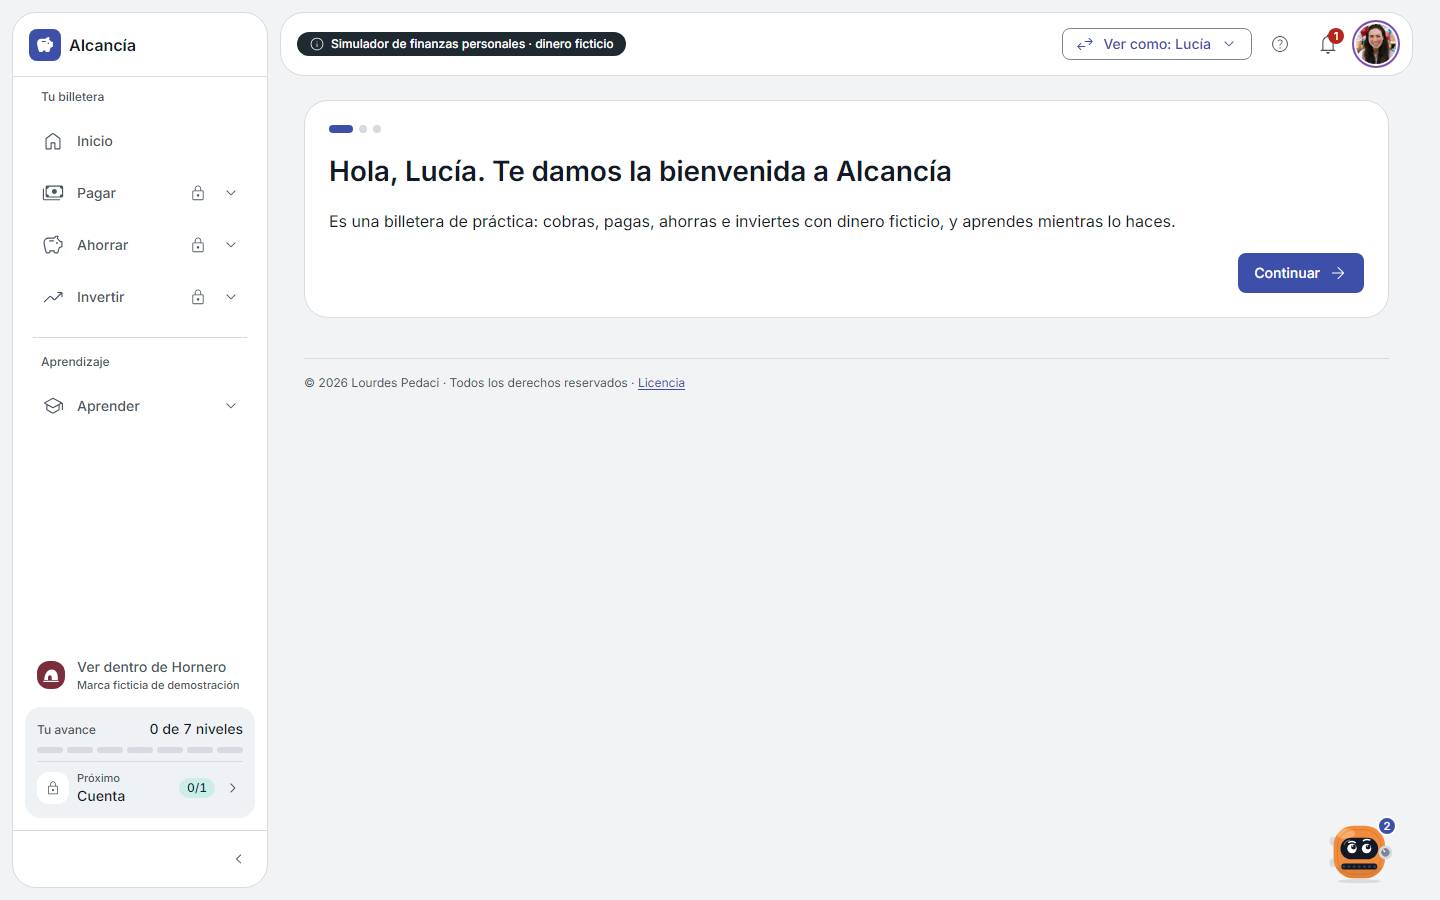 Alcancía
Simulador de finanzas personales · dinero ficticio
Ver como: Lucía
1
Tu billetera
Inicio
Pagar
Ahorrar
Invertir
Aprendizaje
Aprender
Hola, Lucía. Te damos la bienvenida a Alcancía
Es una billetera de práctica: cobras, pagas, ahorras e inviertes con dinero ficticio, y aprendes mientras lo haces.
Continuar
© 2026 Lourdes Pedaci · Todos los derechos reservados · Licencia
Ver dentro de Hornero
Marca ficticia de demostración
Tu avance 0 de 7 niveles
Próximo
Cuenta 0/1
2